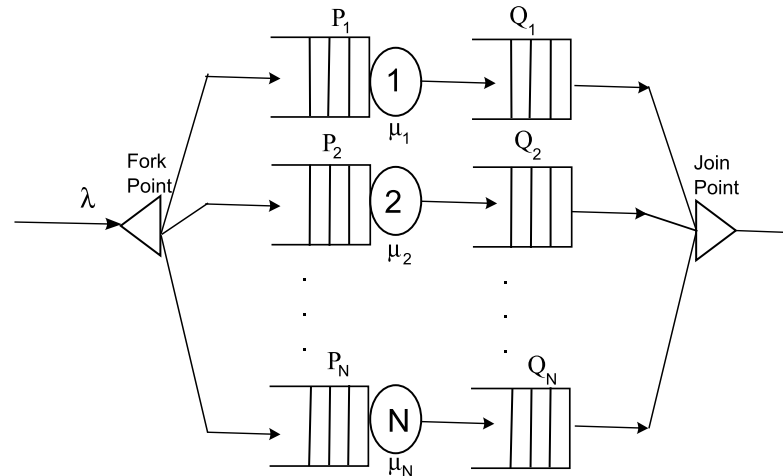 P1
Q1
1
μ1
P2
Q2
Fork
Point
Join
Point
λ
2
μ2
PN
QN
N
μN